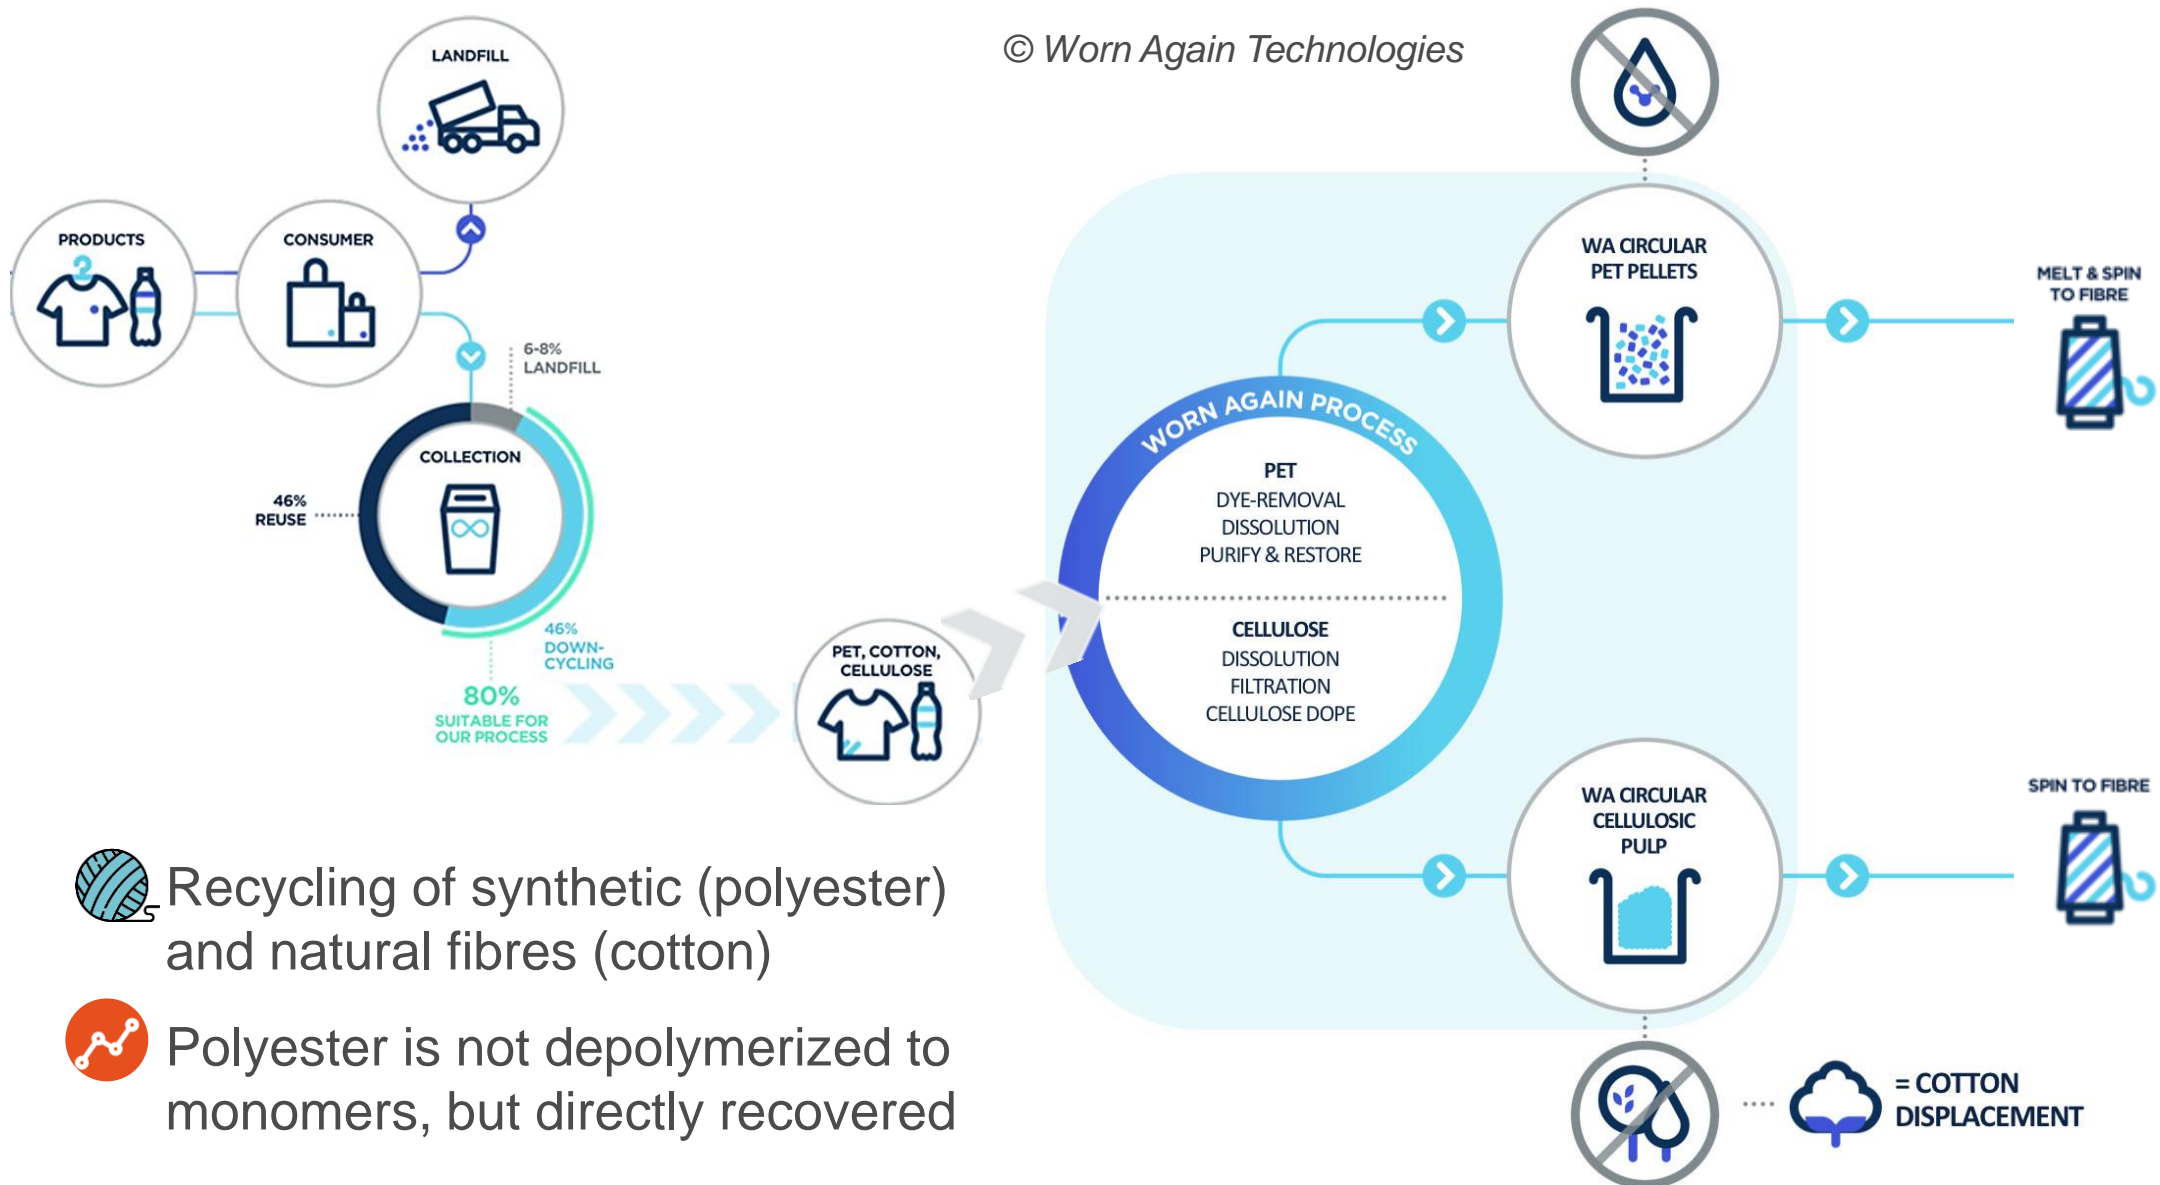 © Worn Again Technologies
LANDFILL
PRODUCTS
CONSUMER
6-8%
LANDFILL
COLLECTION
46%
REUSE
46%
DOWN-
CYCLING
80%
SUITABLE FOR
OUR PROCESS
PET, COTTON,
CELLULOSE
WORN AGAIN PROCESS
PET
DYE-REMOVAL
DISSOLUTION
PURIFY & RESTORE
CELLULOSE
DISSOLUTION
FILTRATION
CELLULOSE DOPE
WA CIRCULAR
PET PELLETS
MELT & SPIN
TO FIBRE
WA CIRCULAR
CELLULOSIC
PULP
SPIN TO FIBRE
= COTTON
DISPLACEMENT
Recycling of synthetic (polyester)
and natural fibres (cotton)
Polyester is not depolymerized to
monomers, but directly recovered